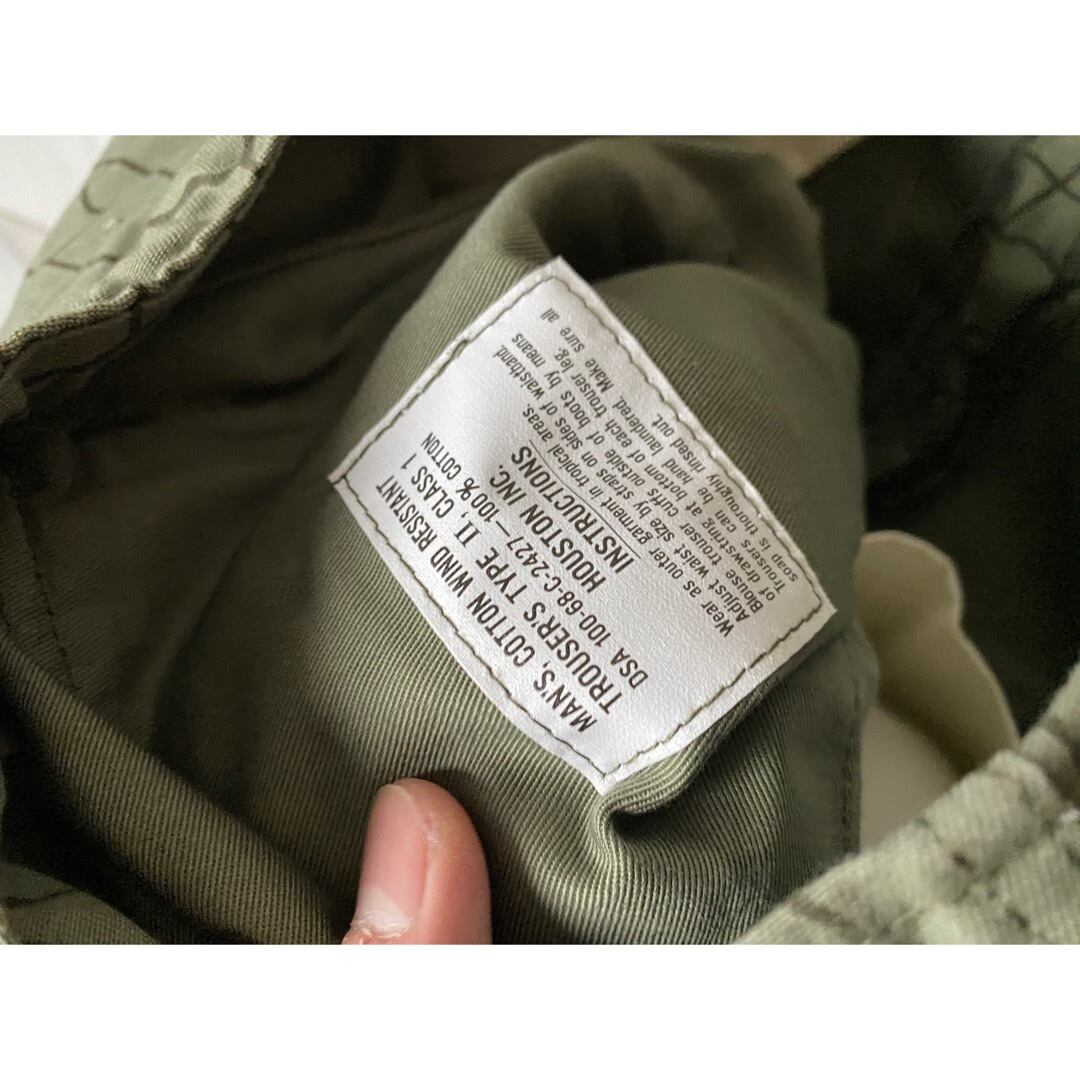 MAN'S, COTTON WIND RESISTANT
TROUSER'S TYPE II, CLASS 1
DSA 100-68-C-2427—100% COTTON
HOUSTON INC.
INSTRUCTIONS
Wear as outer garment in tropical areas.
Adjust waist size by straps on sides of waisthand.
Blouse trouser cuffs outside of boots by means
of drawstring at bottom of each trouser leg.
Trousers can be hand laundered. Make sure all
soap is thoroughly rinsed out.